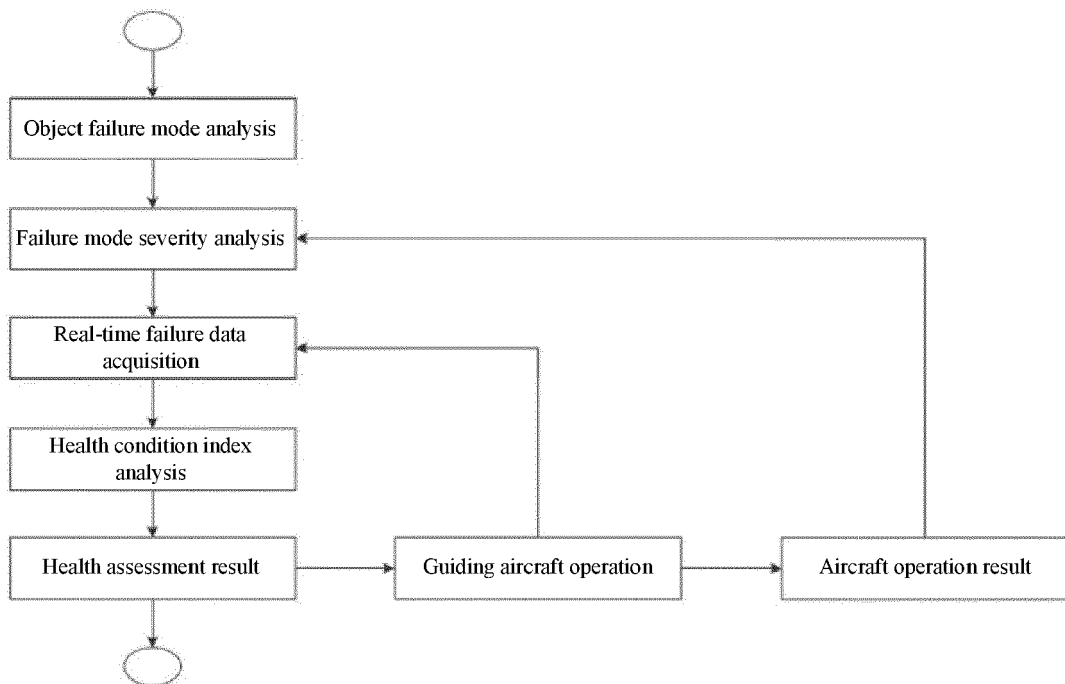 Object failure mode analysis
Failure mode severity analysis
Real-time failure data
acquisition
Health condition index
analysis
Health assessment result
Guiding aircraft operation
Aircraft operation result